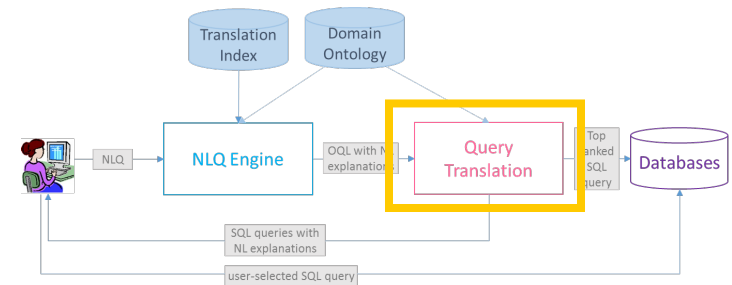 Translation
Index
Domain
Ontology
NLQ
NLQ Engine
OQL with
explanations
Query
Translation
Top
SQL
query
Databases
SQL queries with
NL explanations
user-selected SQL query